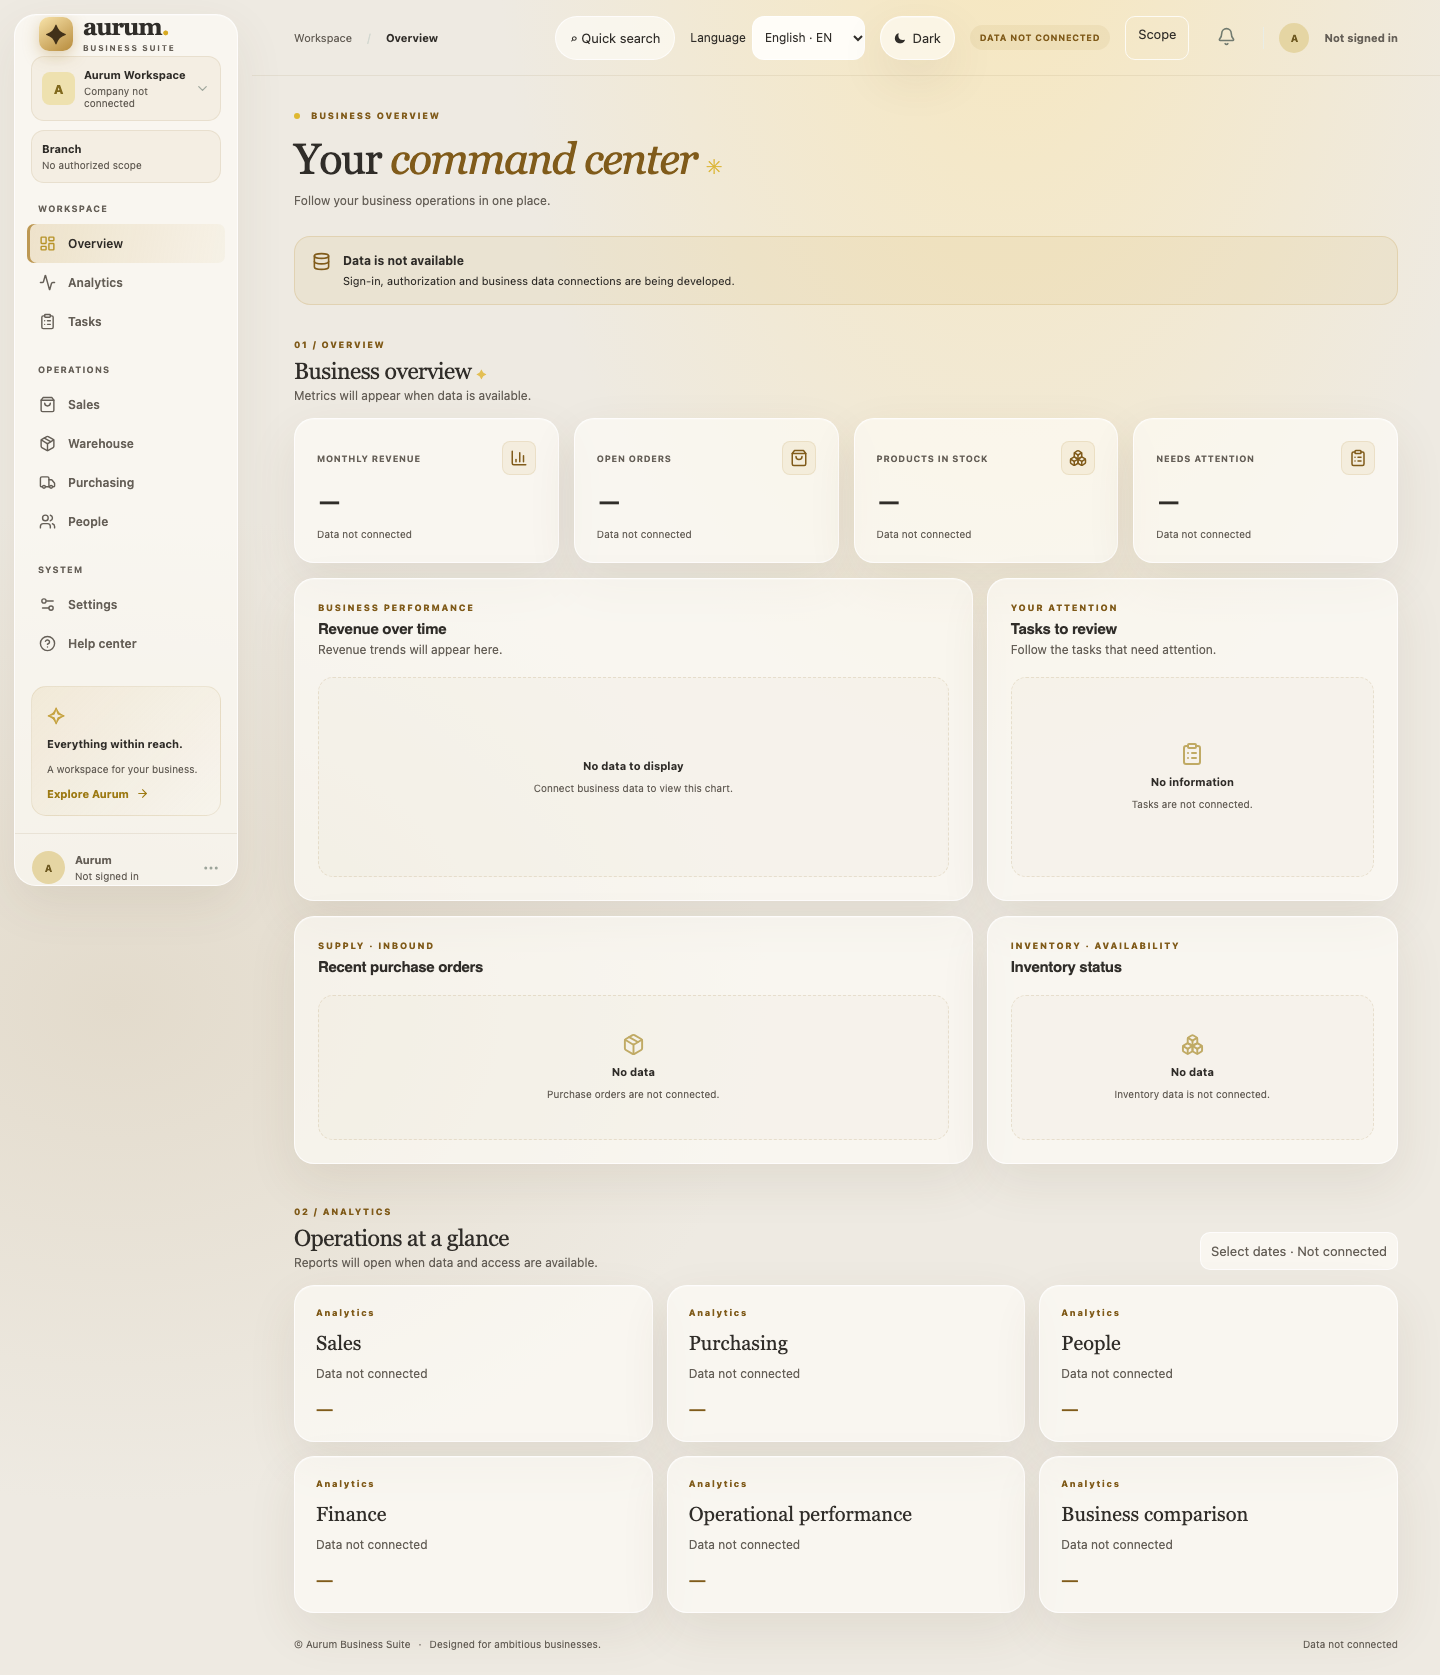 aurum.
BUSINESS SUITE
A
Aurum Workspace
Company not
connected
Branch
No authorized scope
WORKSPACE
Overview
Analytics
Tasks
OPERATIONS
Sales
Warehouse
Purchasing
People
SYSTEM
Settings
Help center
Everything within reach.
A workspace for your business.
Explore Aurum →
A
Aurum
Not signed in
Workspace / Overview
Quick search
Language
English · EN
Dark
DATA NOT CONNECTED
Scope
A
Not signed in
BUSINESS OVERVIEW
Your command center
Follow your business operations in one place.
Data is not available
Sign-in, authorization and business data connections are being developed.
01 / OVERVIEW
Business overview
Metrics will appear when data is available.
MONTHLY REVENUE
—
Data not connected
OPEN ORDERS
—
Data not connected
PRODUCTS IN STOCK
—
Data not connected
NEEDS ATTENTION
—
Data not connected
BUSINESS PERFORMANCE
Revenue over time
Revenue trends will appear here.
No data to display
Connect business data to view this chart.
YOUR ATTENTION
Tasks to review
Follow the tasks that need attention.
No information
Tasks are not connected.
SUPPLY · INBOUND
Recent purchase orders
No data
Purchase orders are not connected.
INVENTORY · AVAILABILITY
Inventory status
No data
Inventory data is not connected.
02 / ANALYTICS
Operations at a glance
Reports will open when data and access are available.
Select dates · Not connected
Analytics
Sales
Data not connected
—
Analytics
Purchasing
Data not connected
—
Analytics
People
Data not connected
—
Analytics
Finance
Data not connected
—
Analytics
Operational performance
Data not connected
—
Analytics
Business comparison
Data not connected
—
© Aurum Business Suite · Designed for ambitious businesses.
Data not connected